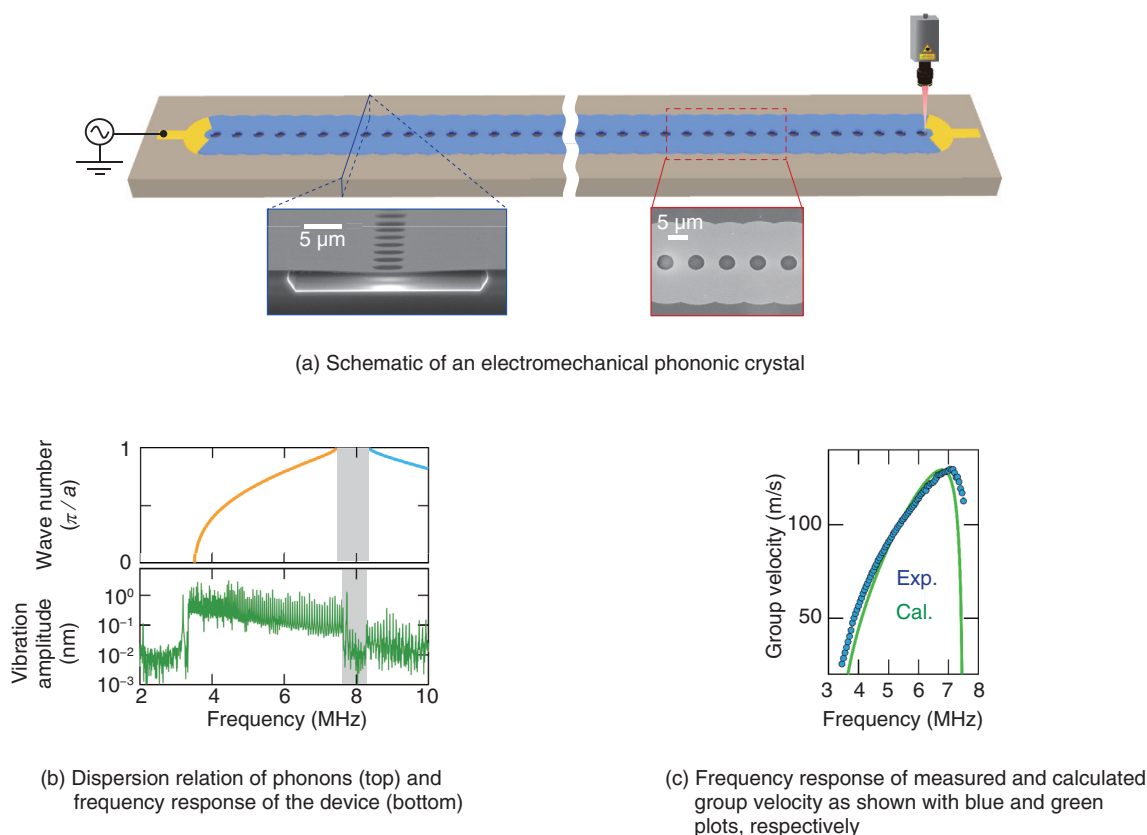 5 μm
5 μm
(a) Schematic of an electromechanical phononic crystal
Wave number
(π / a)
1
0
Vibration
amplitude
(nm)
10⁰
10⁻¹
10⁻²
10⁻³
2
4
6
8
10
Frequency (MHz)
Group velocity (m/s)
100
50
Exp.
Cal.
3
4
5
6
7
8
Frequency (MHz)
(b) Dispersion relation of phonons (top) and
frequency response of the device (bottom)
(c) Frequency response of measured and calculated
group velocity as shown with blue and green
plots, respectively